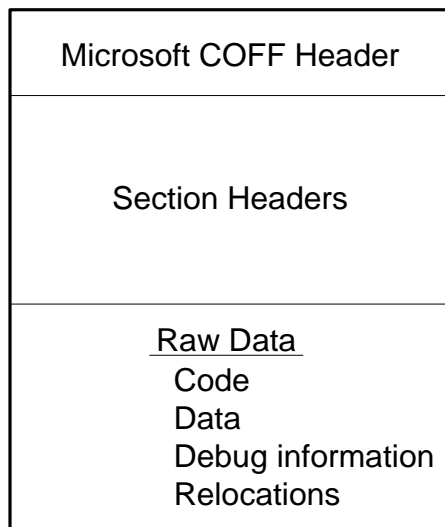 Microsoft COFF Header
Section Headers
Raw Data
Code
Data
Debug information
Relocations